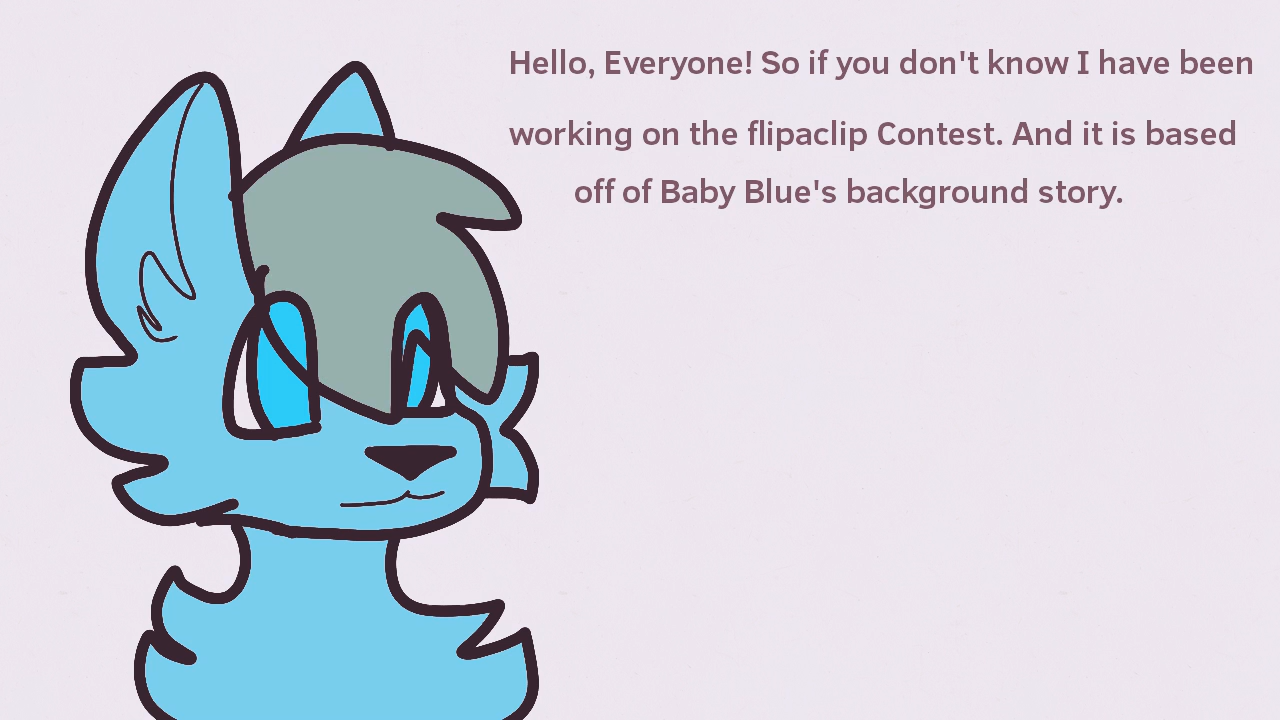 Hello, Everyone! So if you don't know I have been
working on the flipaclip Contest. And it is based
off of Baby Blue's background story.